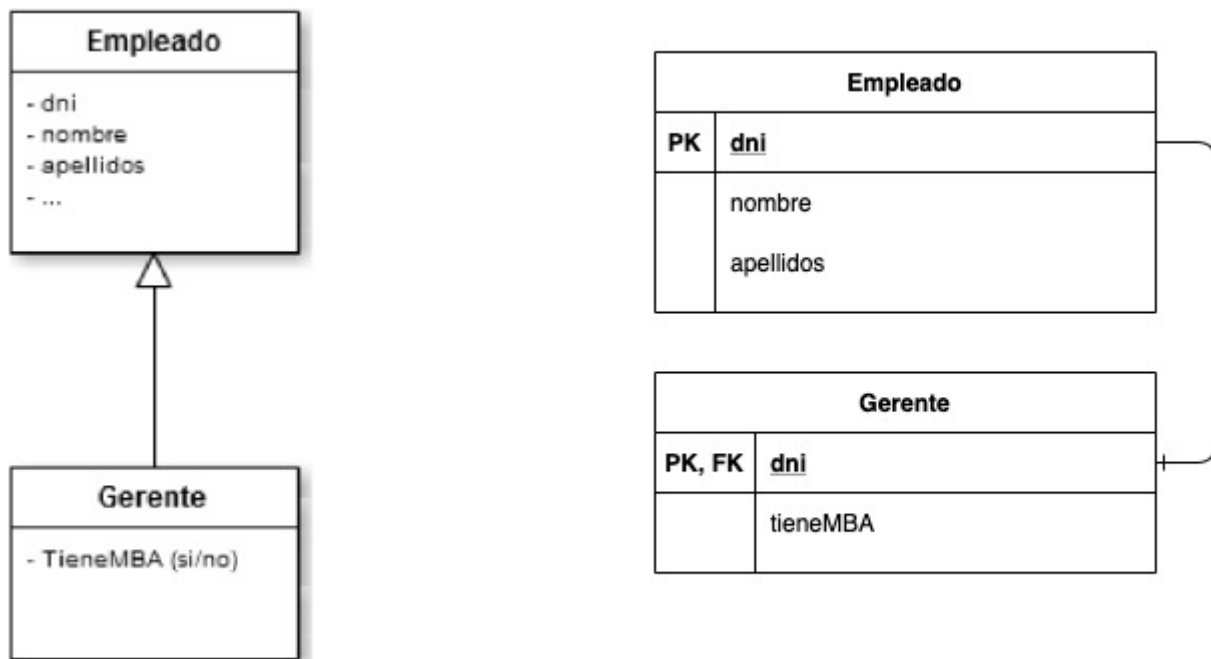 Empleado
- dni
- nombre
- apellidos
- ...
Gerente
- TieneMBA (si/no)
Empleado
PK dni
nombre
apellidos
Gerente
PK, FK dni
tieneMBA